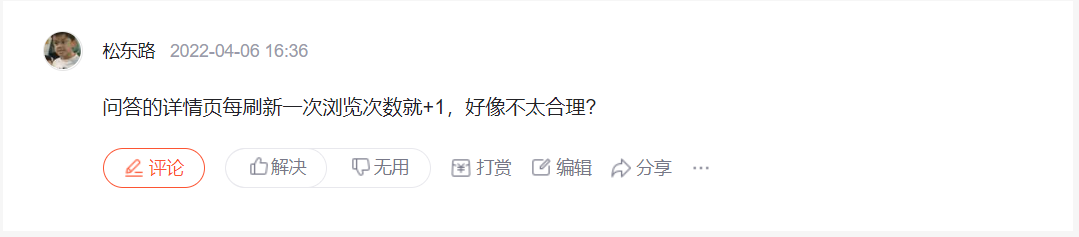 松东路 2022-04-06 16:36
问答的详情页每刷新一次浏览次数就+1，好像不太合理?
评论 解决 无用 打赏 编辑 分享 ···